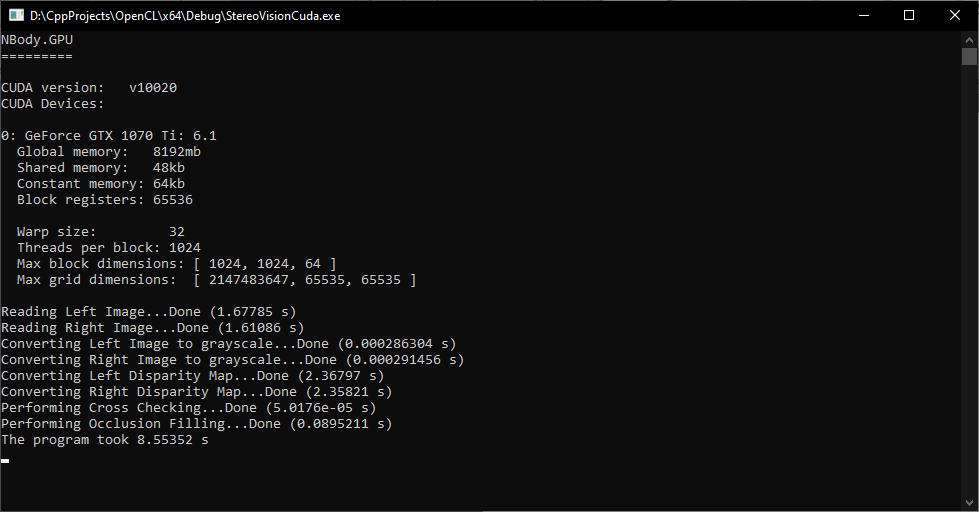 D:\CppProjects\OpenCL\x64\Debug\StereoVisionCuda.exe
NBody.GPU
=========
CUDA version:   v10020
CUDA Devices:
0: GeForce GTX 1070 Ti: 6.1
  Global memory:   8192mb
  Shared memory:   48kb
  Constant memory: 64kb
  Block registers: 65536
  Warp size:         32
  Threads per block: 1024
  Max block dimensions: [ 1024, 1024, 64 ]
  Max grid dimensions:  [ 2147483647, 65535, 65535 ]
Reading Left Image...Done (1.67785 s)
Reading Right Image...Done (1.61086 s)
Converting Left Image to grayscale...Done (0.000286304 s)
Converting Right Image to grayscale...Done (0.000291456 s)
Converting Left Disparity Map...Done (2.36797 s)
Converting Right Disparity Map...Done (2.35821 s)
Performing Cross Checking...Done (5.0176e-05 s)
Performing Occlusion Filling...Done (0.0895211 s)
The program took 8.55352 s